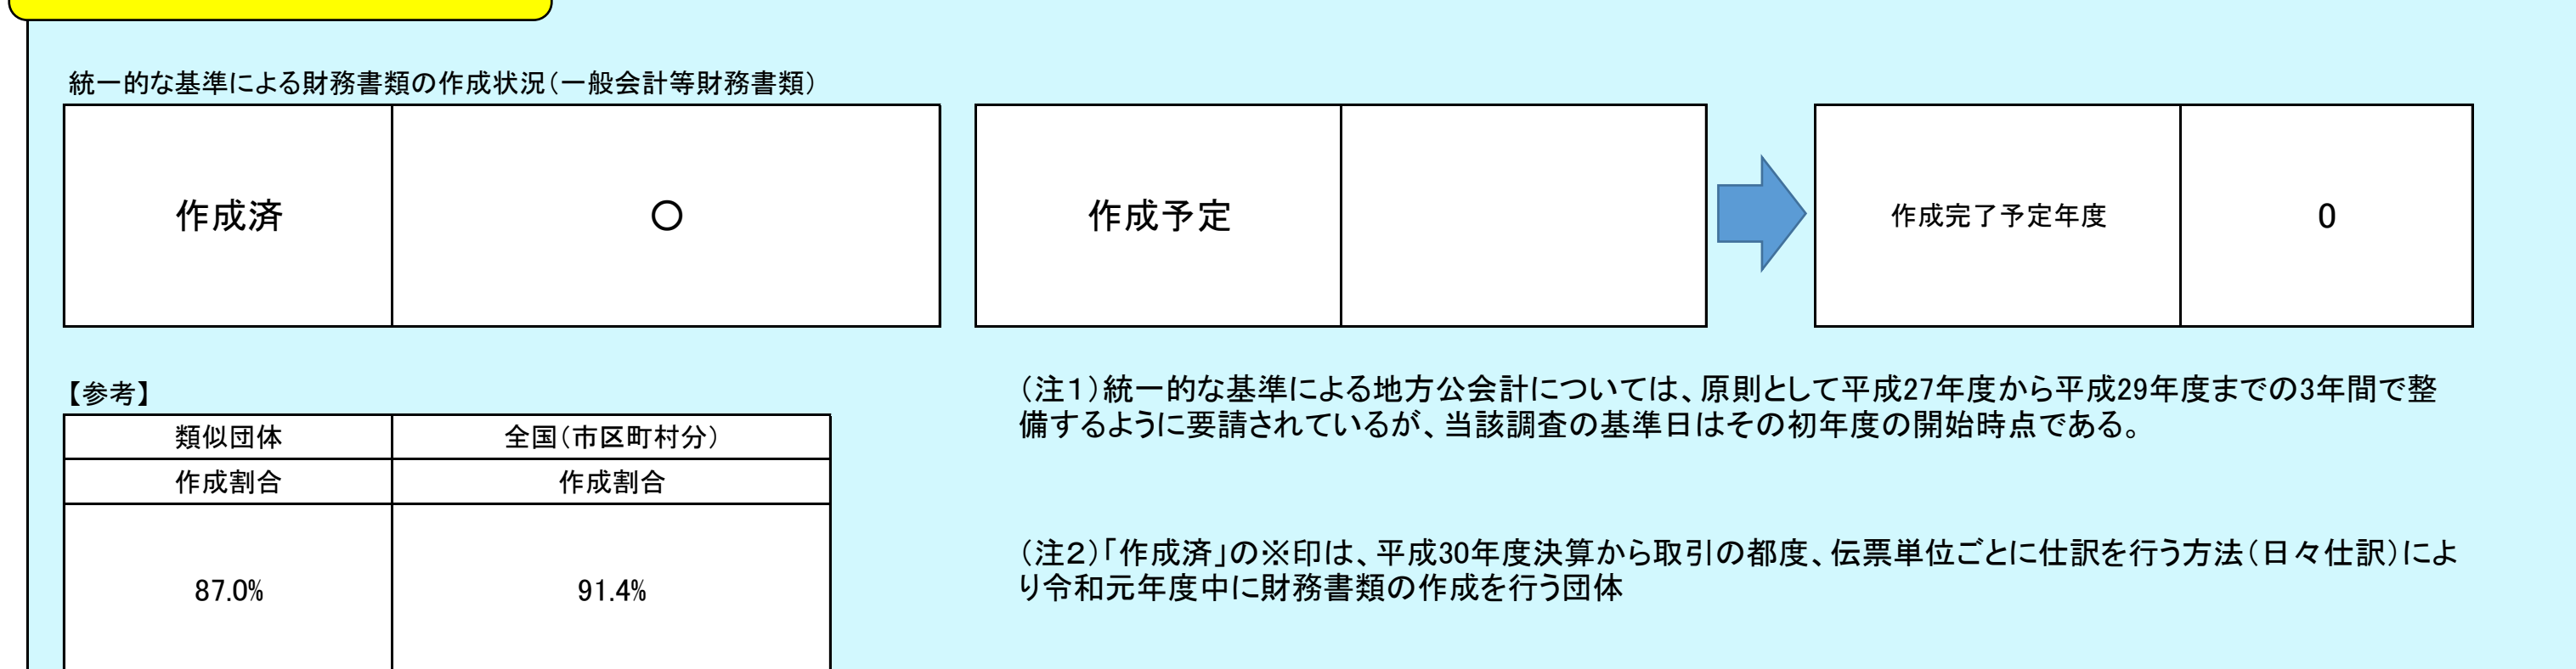 統一的な基準による財務書類の作成状況(一般会計等財務書類)
作成済
〇
作成予定
作成完了予定年度
0
【参考】
類似団体
全国(市区町村分)
作成割合
作成割合
87.0%
91.4%
(注1)統一的な基準による地方公会計については、原則として平成27年度から平成29年度までの3年間で整
備するように要請されているが、当該調査の基準日はその初年度の開始時点である。
(注2)「作成済」の※印は、平成30年度決算から取引の都度、伝票単位ごとに仕訳を行う方法(日々仕訳)によ
り令和元年度中に財務書類の作成を行う団体